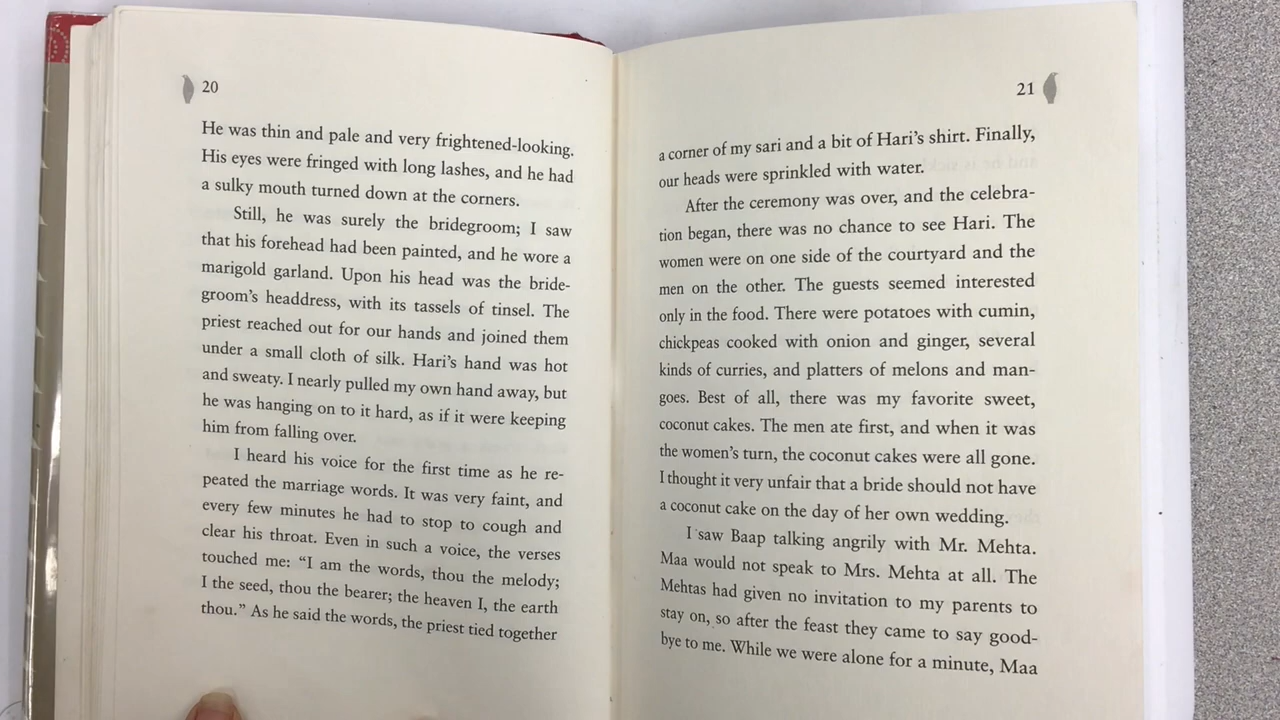 20
He was thin and pale and very frightened-looking.
His eyes were fringed with long lashes, and he had
a sulky mouth turned down at the corners.
Still, he was surely the bridegroom; I saw
that his forehead had been painted, and he wore a
marigold garland. Upon his head was the bride-
groom's headdress, with its tassels of tinsel. The
priest reached out for our hands and joined them
under a small cloth of silk. Hari's hand was hot
and sweaty. I nearly pulled my own hand away, but
he was hanging on to it hard, as if it were keeping
him from falling over.
I heard his voice for the first time as he re-
peated the marriage words. It was very faint, and
every few minutes he had to stop to cough and
clear his throat. Even in such a voice, the verses
touched me: “I am the words, thou the melody;
I the seed, thou the bearer; the heaven I, the earth
thou.” As he said the words, the priest tied together
21
a corner of my sari and a bit of Hari's shirt. Finally,
our heads were sprinkled with water.
After the ceremony was over, and the celebra-
tion began, there was no chance to see Hari. The
women were on one side of the courtyard and the
men on the other. The guests seemed interested
only in the food. There were potatoes with cumin,
chickpeas cooked with onion and ginger, several
kinds of curries, and platters of melons and man-
goes. Best of all, there was my favorite sweet,
coconut cakes. The men ate first, and when it was
the women's turn, the coconut cakes were all gone.
I thought it very unfair that a bride should not have
a coconut cake on the day of her own wedding.
I saw Baap talking angrily with Mr. Mehta.
Maa would not speak to Mrs. Mehta at all. The
Mehtas had given no invitation to my parents to
stay on, so after the feast they came to say good-
bye to me. While we were alone for a minute, Maa